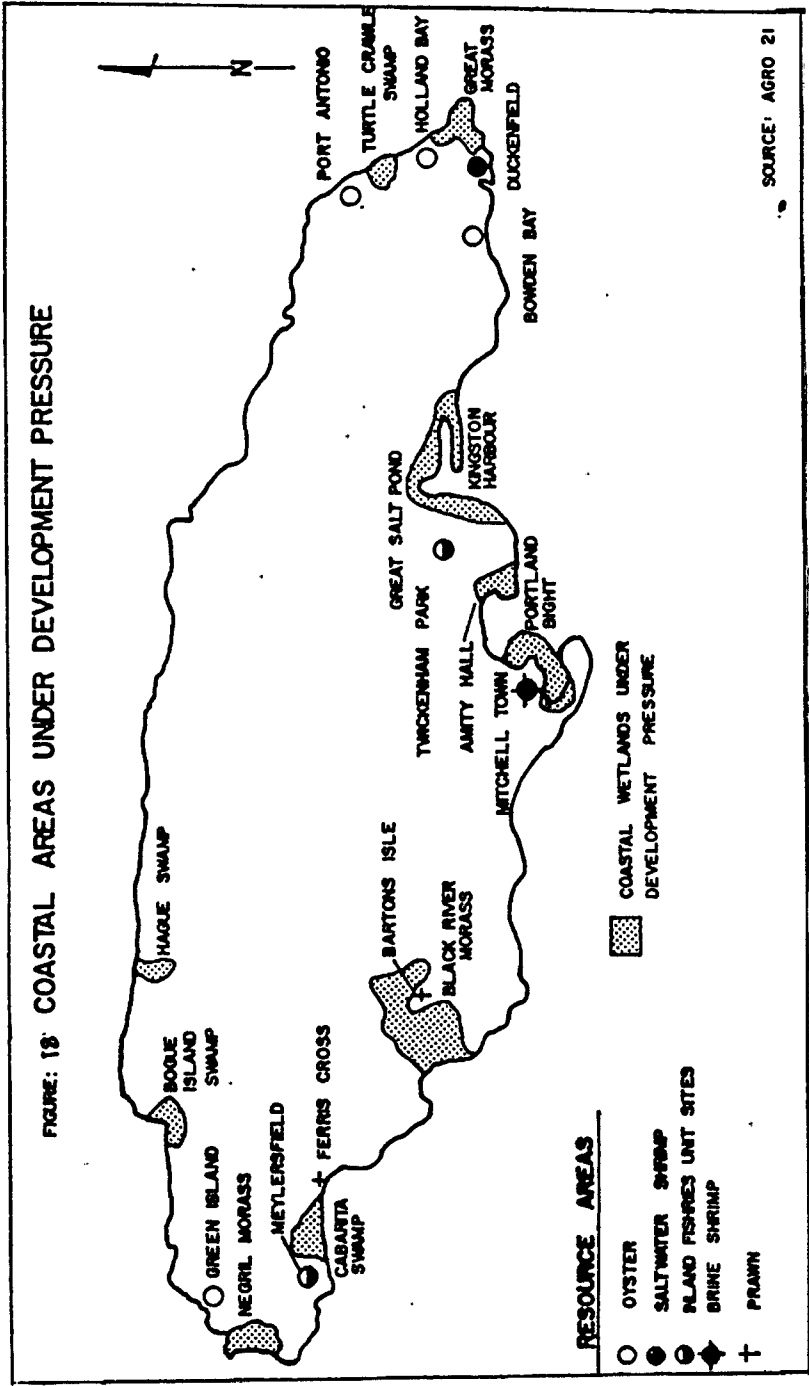 FIGURE: 18 COASTAL AREAS UNDER DEVELOPMENT PRESSURE
N
PORT ANTONIO
TURTLE CRAWLE
SWAMP
HOLLAND BAY
GREAT
MORASS
DUCKENFIELD
BOWDEN BAY
KINGSTON
HARBOUR
GREAT SALT POND
TWICKENHAM PARK
AMITY HALL
PORTLAND
BIGHT
MITCHELL TOWN
HAGUE SWAMP
BOGUE
ISLAND
SWAMP
GREEN ISLAND
NEGRIL MORASS
MEYLERSFIELD
FERRIS CROSS
CABARITA
SWAMP
BARTONS ISLE
BLACK RIVER
MORASS
COASTAL WETLANDS UNDER
DEVELOPMENT PRESSURE
RESOURCE AREAS
OYSTER
SALTWATER SHRIMP
INLAND FISHRIES UNIT SITES
BRINE SHRIMP
PRAWN
SOURCE: AGRO 21